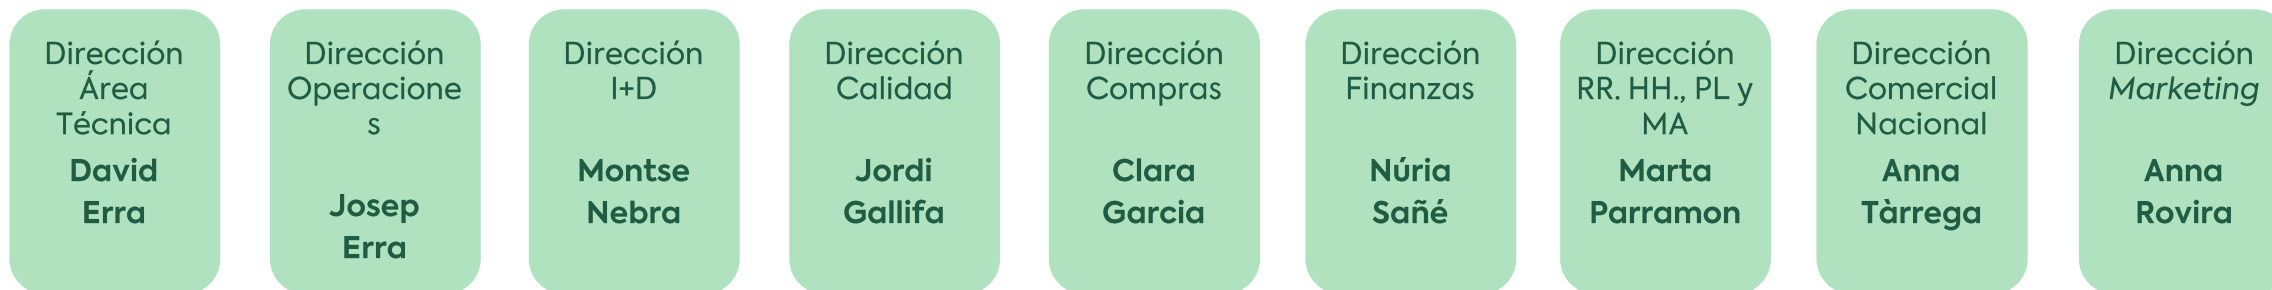 Dirección
Área
Técnica
David
Erra
Dirección
Operacione
s
Josep
Erra
Dirección
I+D
Montse
Nebra
Dirección
Calidad
Jordi
Gallifa
Dirección
Compras
Clara
Garcia
Dirección
Finanzas
Núria
Sañé
Dirección
RR. HH., PL y
MA
Marta
Parramon
Dirección
Comercial
Nacional
Anna
Tàrrega
Dirección
Marketing
Anna
Rovira